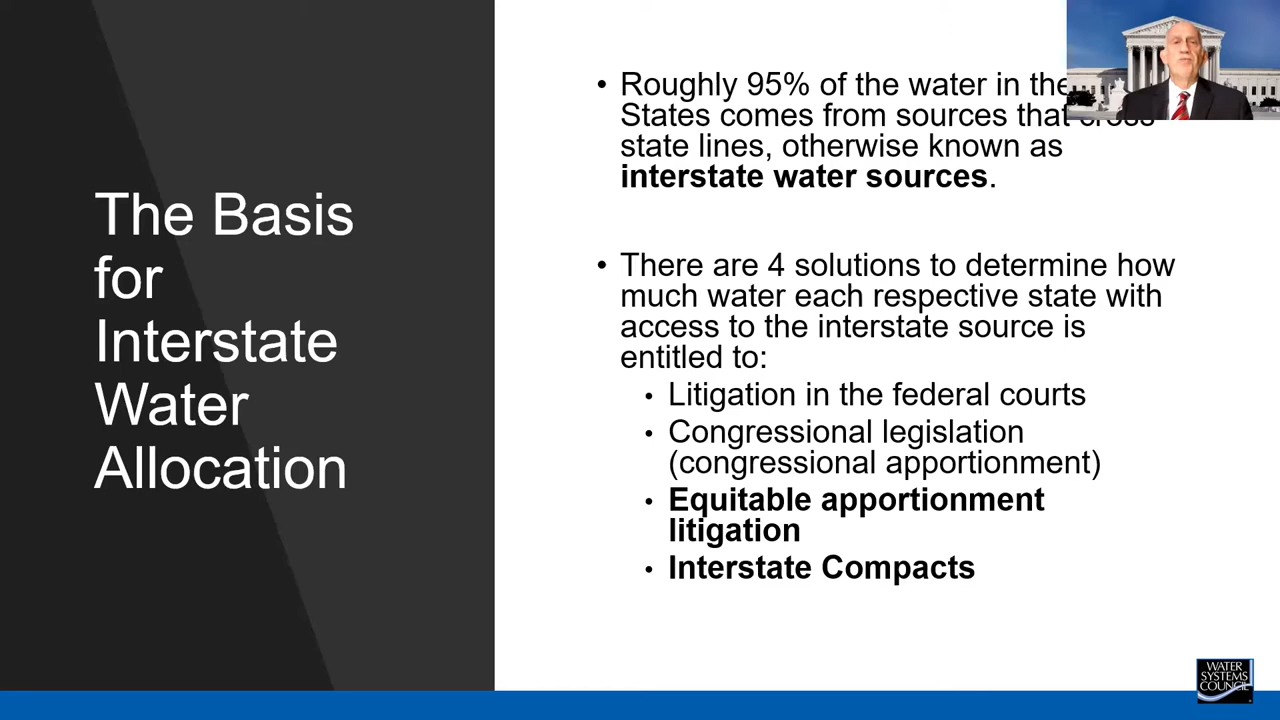 The Basis
for
Interstate
Water
Allocation
• Roughly 95% of the water in the
States comes from sources that
state lines, otherwise known as
interstate water sources.
• There are 4 solutions to determine how
much water each respective state with
access to the interstate source is
entitled to:
• Litigation in the federal courts
• Congressional legislation
(congressional apportionment)
• Equitable apportionment
litigation
• Interstate Compacts
WATER
SYSTEMS
COUNCIL